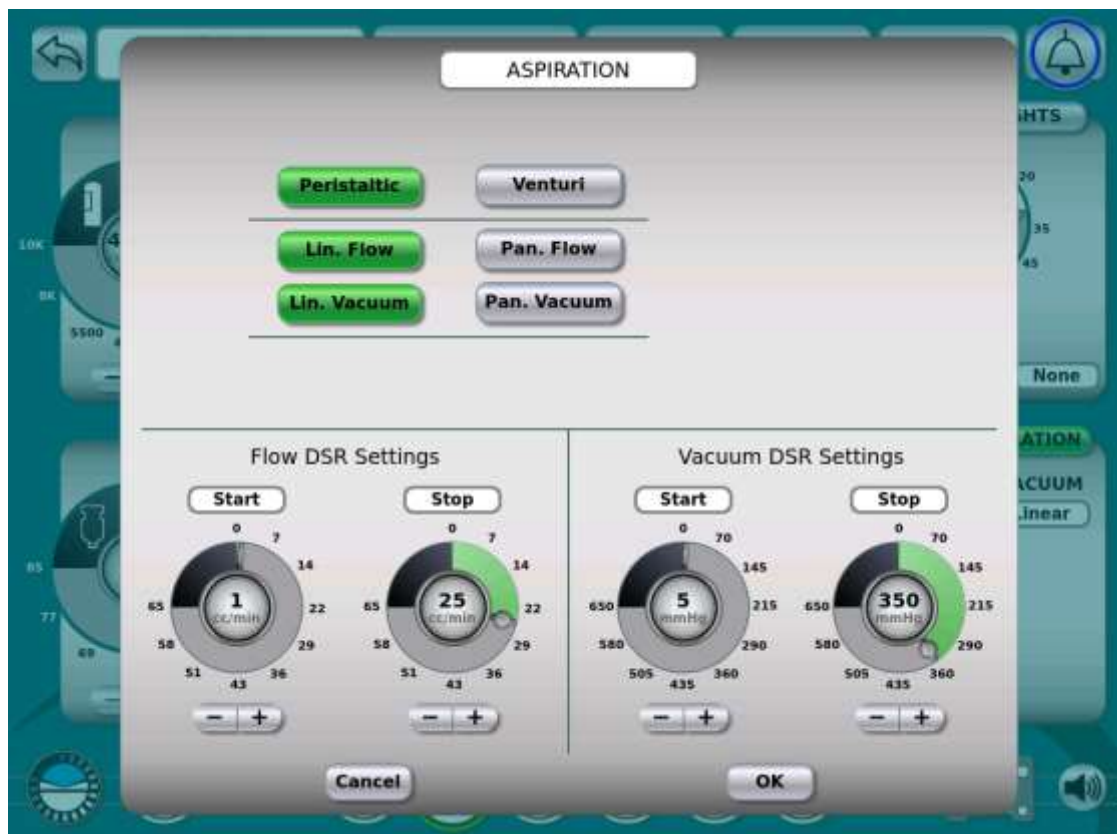 ASPIRATION
HTS
Peristaltic Venturi
Lin. Flow Pan. Flow
Lin. Vacuum Pan. Vacuum
20
35
45
10K
8K
5500
None
Flow DSR Settings
Start Stop
0 7 14 22 29 36 43 51 58 65
1
cc/min
0 7 14 22 29 36 43 51 58 65
25
cc/min
Vacuum DSR Settings
Start Stop
0 70 145 215 290 360 435 505 580 650
5
mmHg
0 70 145 215 290 360 435 505 580 650
350
mmHg
ATION
ACUUM
Linear
85
77
69
− +
− +
− +
− +
Cancel OK